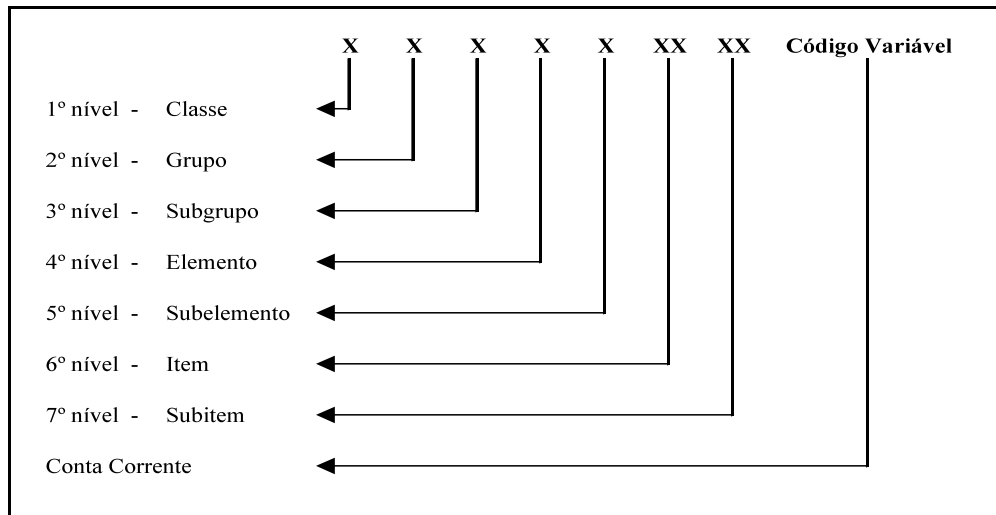 X X X X X XX XX Código Variável
1º nível - Classe
2º nível - Grupo
3º nível - Subgrupo
4º nível - Elemento
5º nível - Subelemento
6º nível - Item
7º nível - Subitem
Conta Corrente